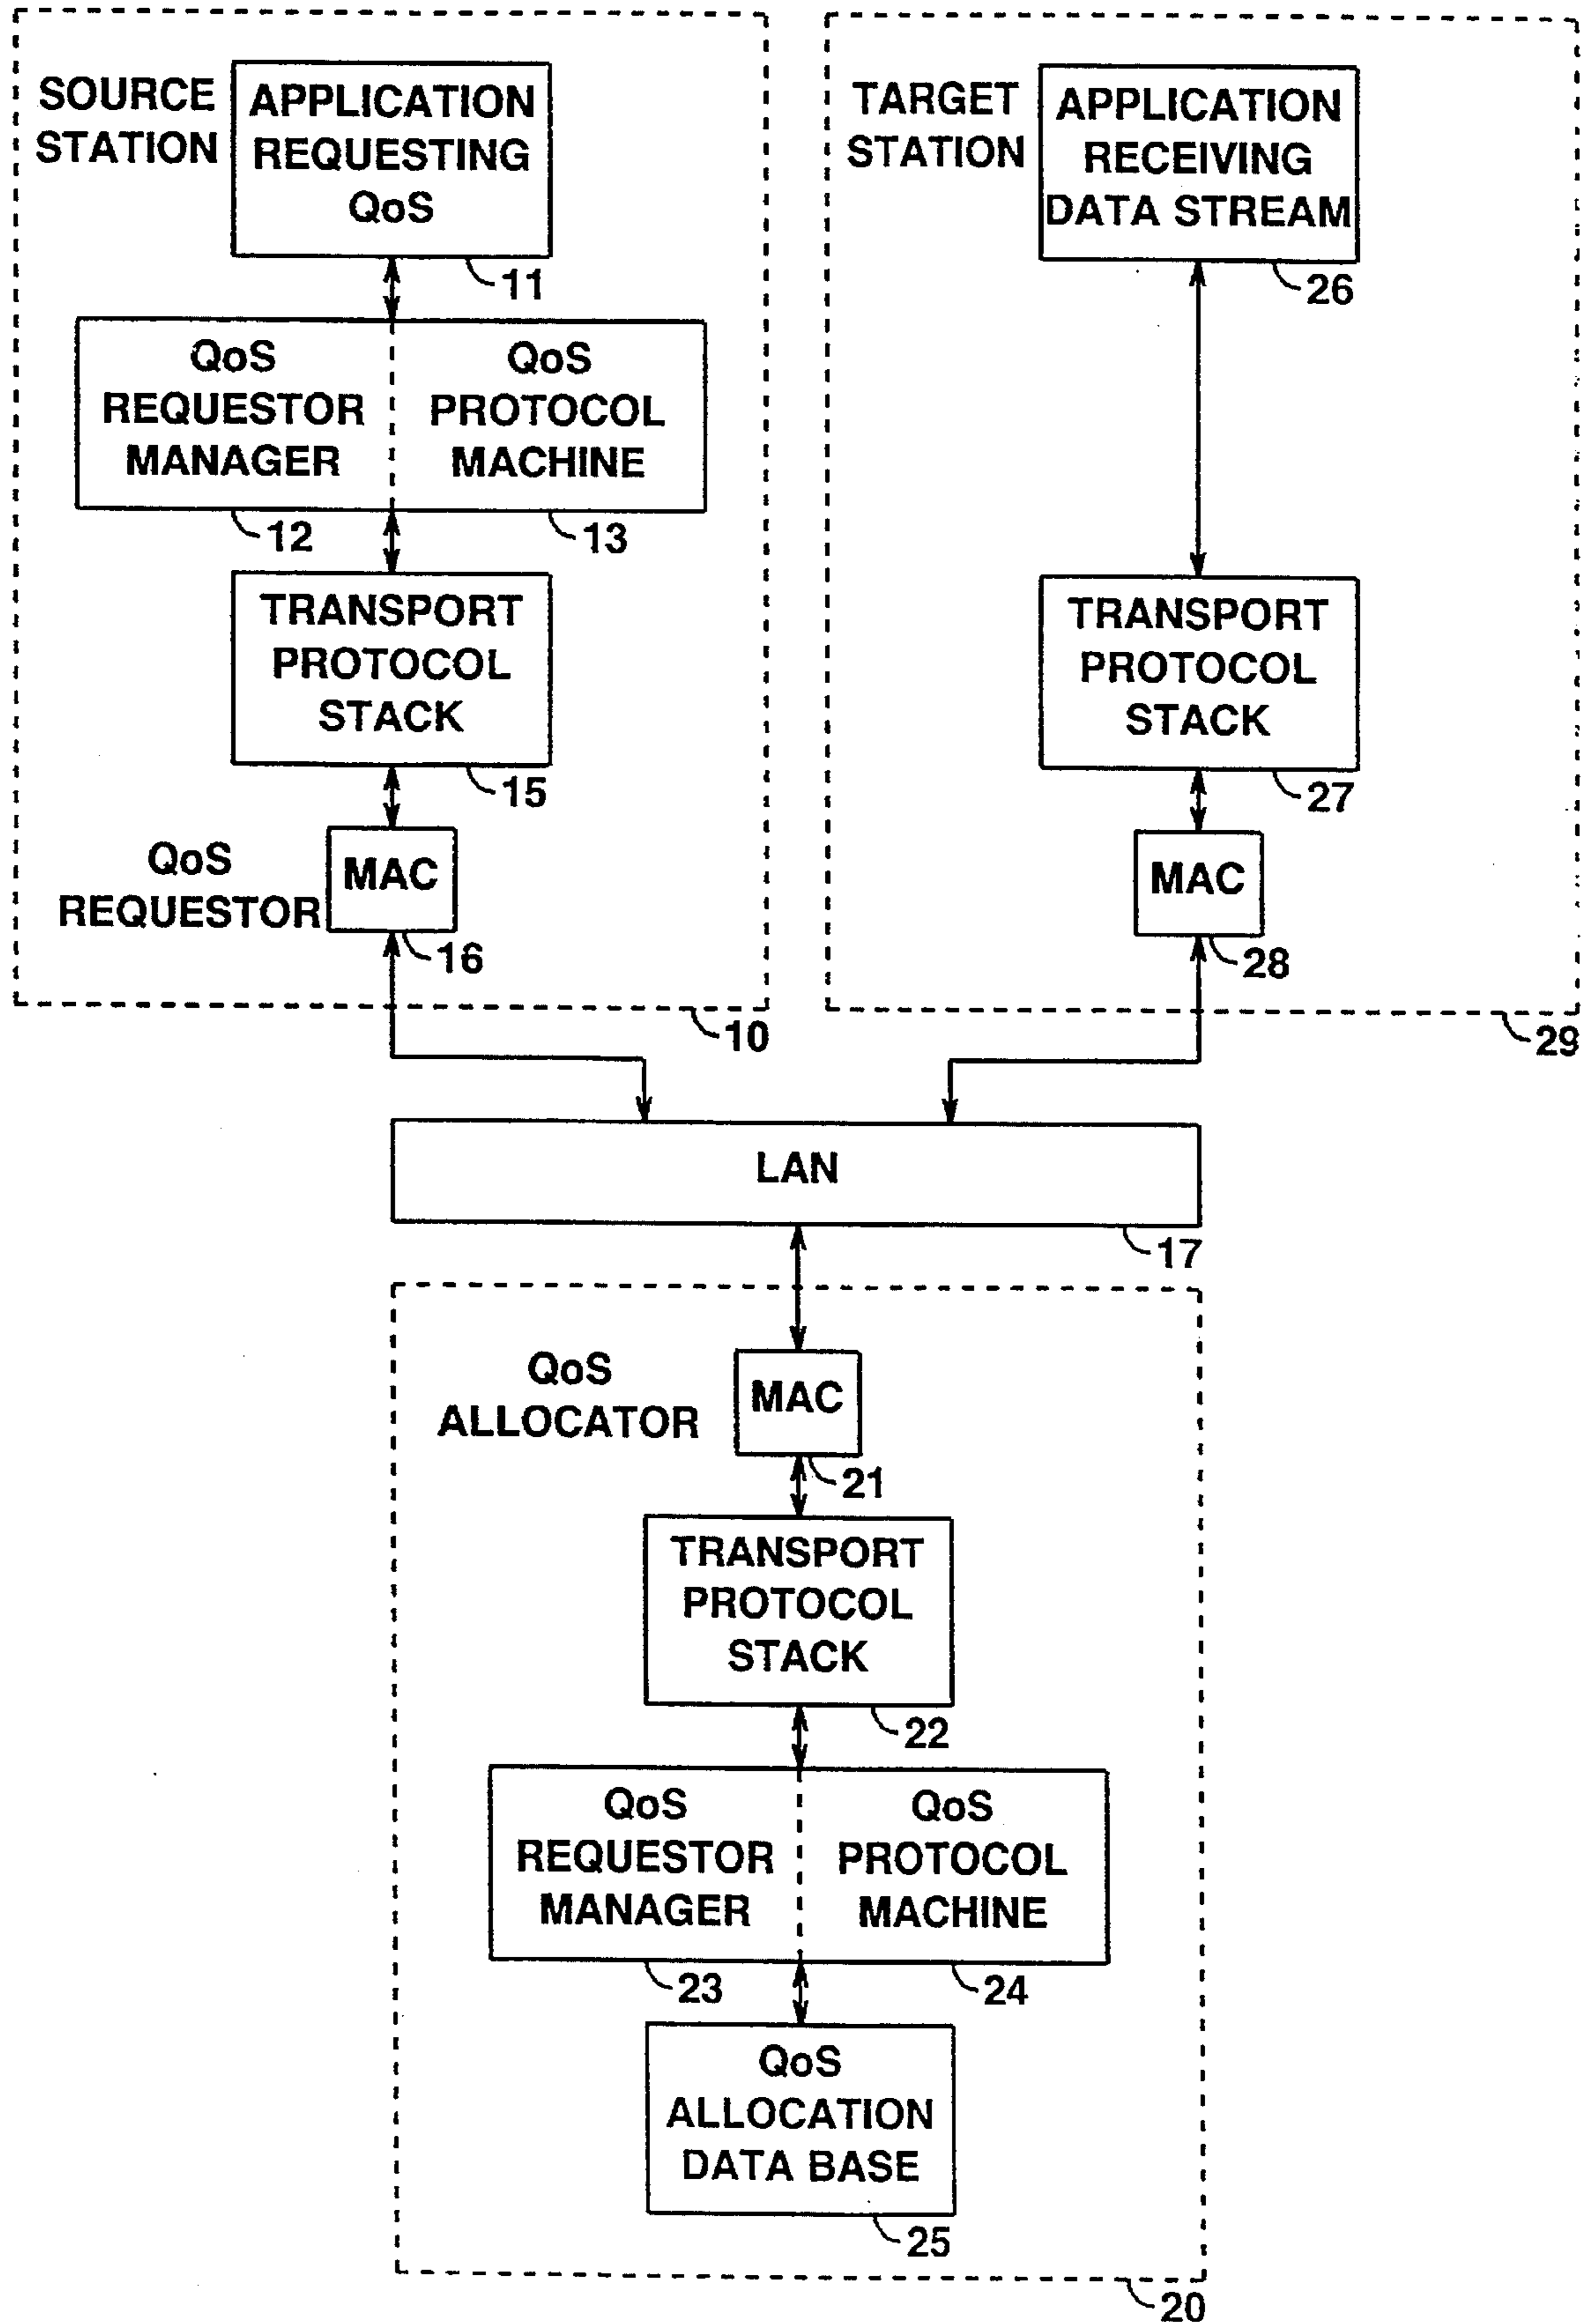 SOURCE
STATION
APPLICATION
REQUESTING
QoS
11
QoS
REQUESTOR
MANAGER
12
QoS
PROTOCOL
MACHINE
13
TRANSPORT
PROTOCOL
STACK
15
QoS
REQUESTOR
MAC
16
10
TARGET
STATION
APPLICATION
RECEIVING
DATA STREAM
26
TRANSPORT
PROTOCOL
STACK
27
MAC
28
29
LAN
17
QoS
ALLOCATOR
MAC
21
TRANSPORT
PROTOCOL
STACK
22
QoS
REQUESTOR
MANAGER
23
QoS
PROTOCOL
MACHINE
24
QoS
ALLOCATION
DATA BASE
25
20